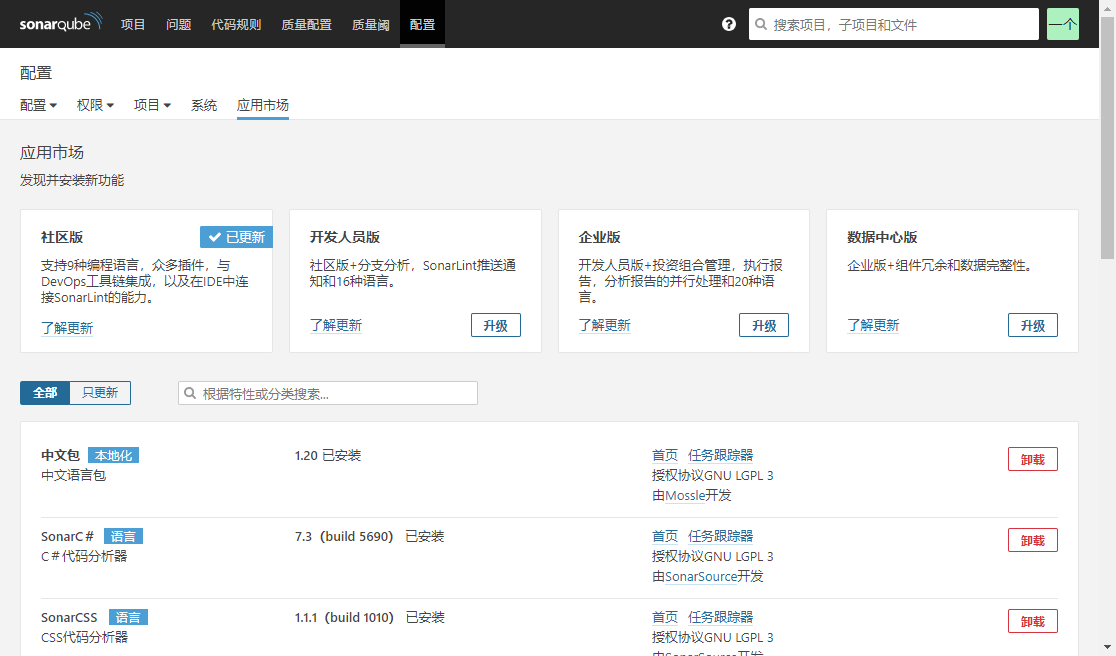 sonarqube 项目 问题 代码规则 质量配置 质量阈 配置 搜索项目，子项目和文件 一个
配置
配置 权限 项目 系统 应用市场
应用市场
发现并安装新功能
社区版 已更新
支持9种编程语言，众多插件，与
DevOps工具链集成，以及在IDE中连
接SonarLint的能力。
了解更新
开发人员版
社区版+分支分析，SonarLint推送通
知和16种语言。
了解更新 升级
企业版
开发人员版+投资组合管理，执行报
告，分析报告的并行处理和20种语
言。
了解更新 升级
数据中心版
企业版+组件冗余和数据完整性。
了解更新 升级
全部 只更新 根据特性或分类搜索...
中文包 本地化 1.20 已安装 首页 任务跟踪器 卸载
中文语言包 授权协议GNU LGPL 3
由Mossle开发
SonarC＃ 语言 7.3（build 5690） 已安装 首页 任务跟踪器 卸载
C＃代码分析器 授权协议GNU LGPL 3
由SonarSource开发
SonarCSS 语言 1.1.1（build 1010） 已安装 首页 任务跟踪器 卸载
CSS代码分析器 授权协议GNU LGPL 3
由SonarSource开发